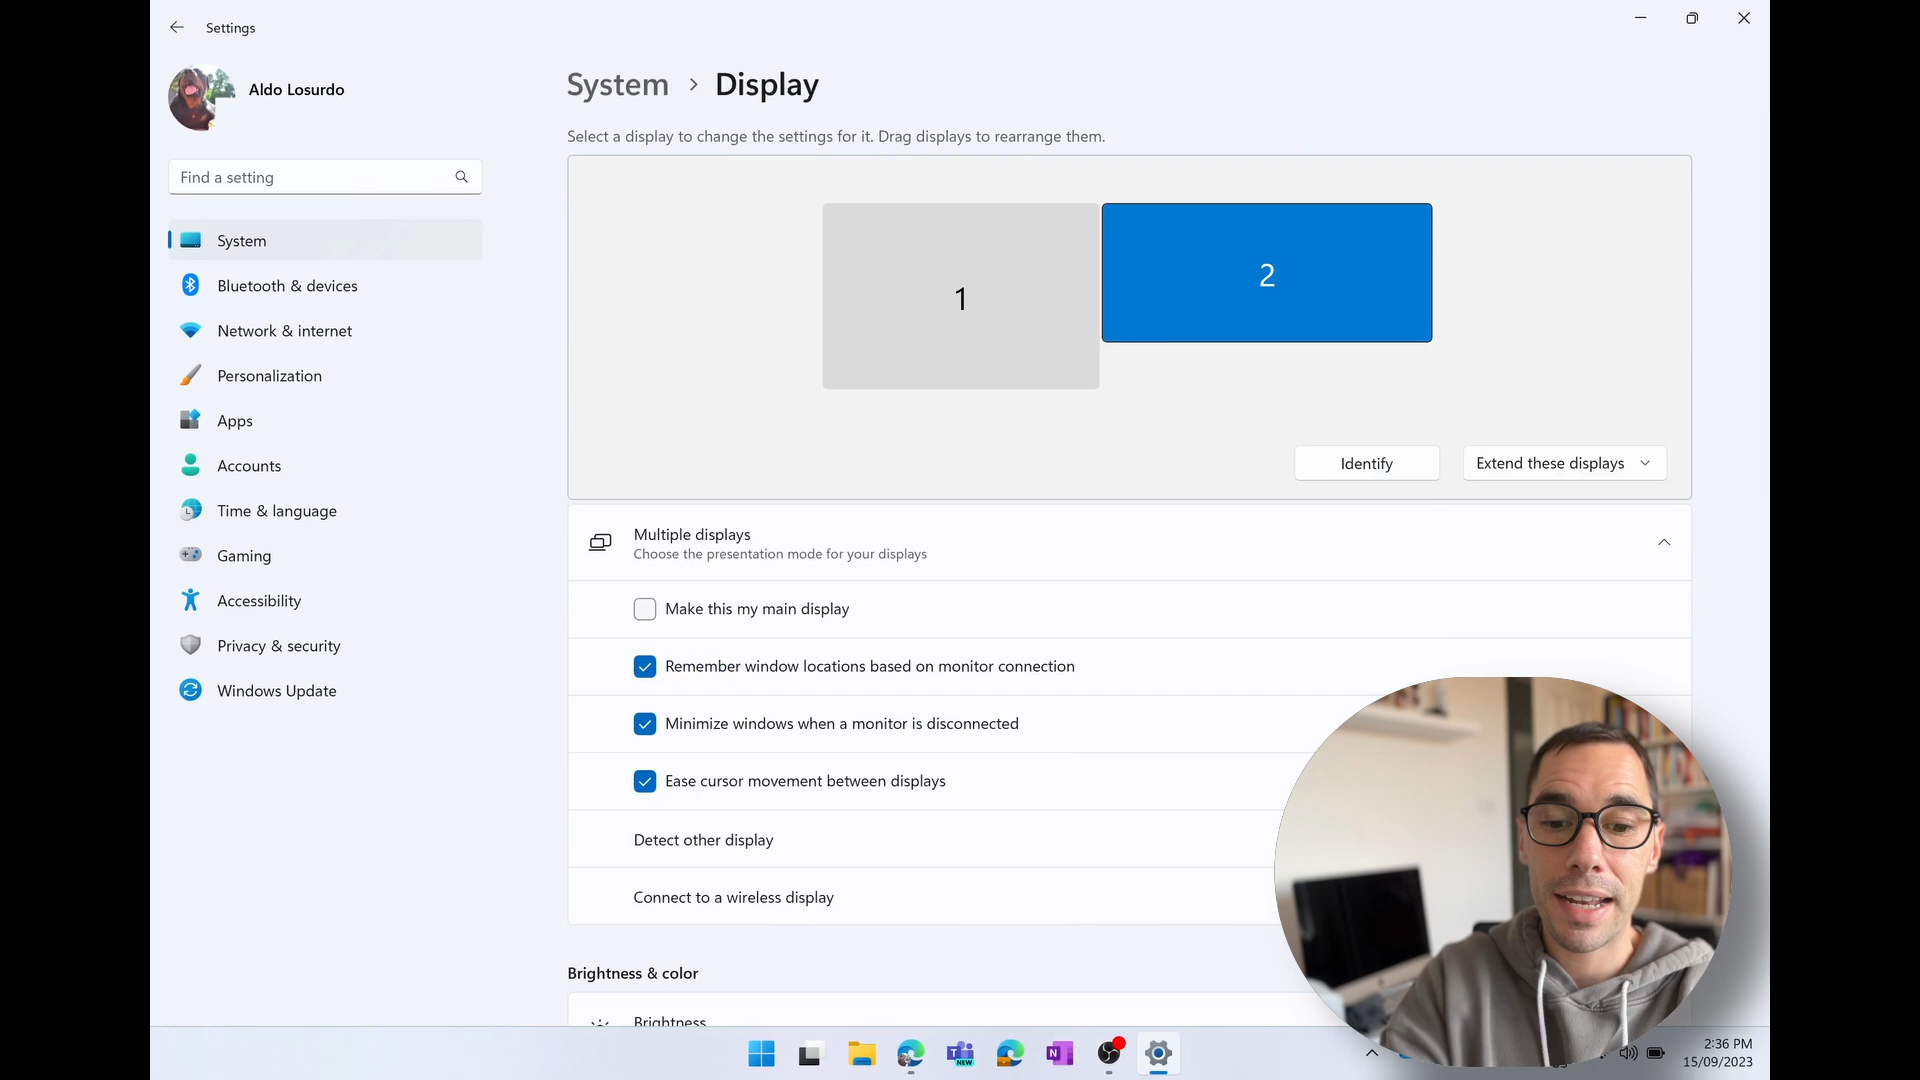 Settings
Aldo Losurdo
Find a setting
System
Bluetooth & devices
Network & internet
Personalization
Apps
Accounts
Time & language
Gaming
Accessibility
Privacy & security
Windows Update
System > Display
Select a display to change the settings for it. Drag displays to rearrange them.
1
2
Identify
Extend these displays
Multiple displays
Choose the presentation mode for your displays
Make this my main display
Remember window locations based on monitor connection
Minimize windows when a monitor is disconnected
Ease cursor movement between displays
Detect other display
Connect to a wireless display
Brightness & color
Brightness
NEW
N
2:36 PM
15/09/2023